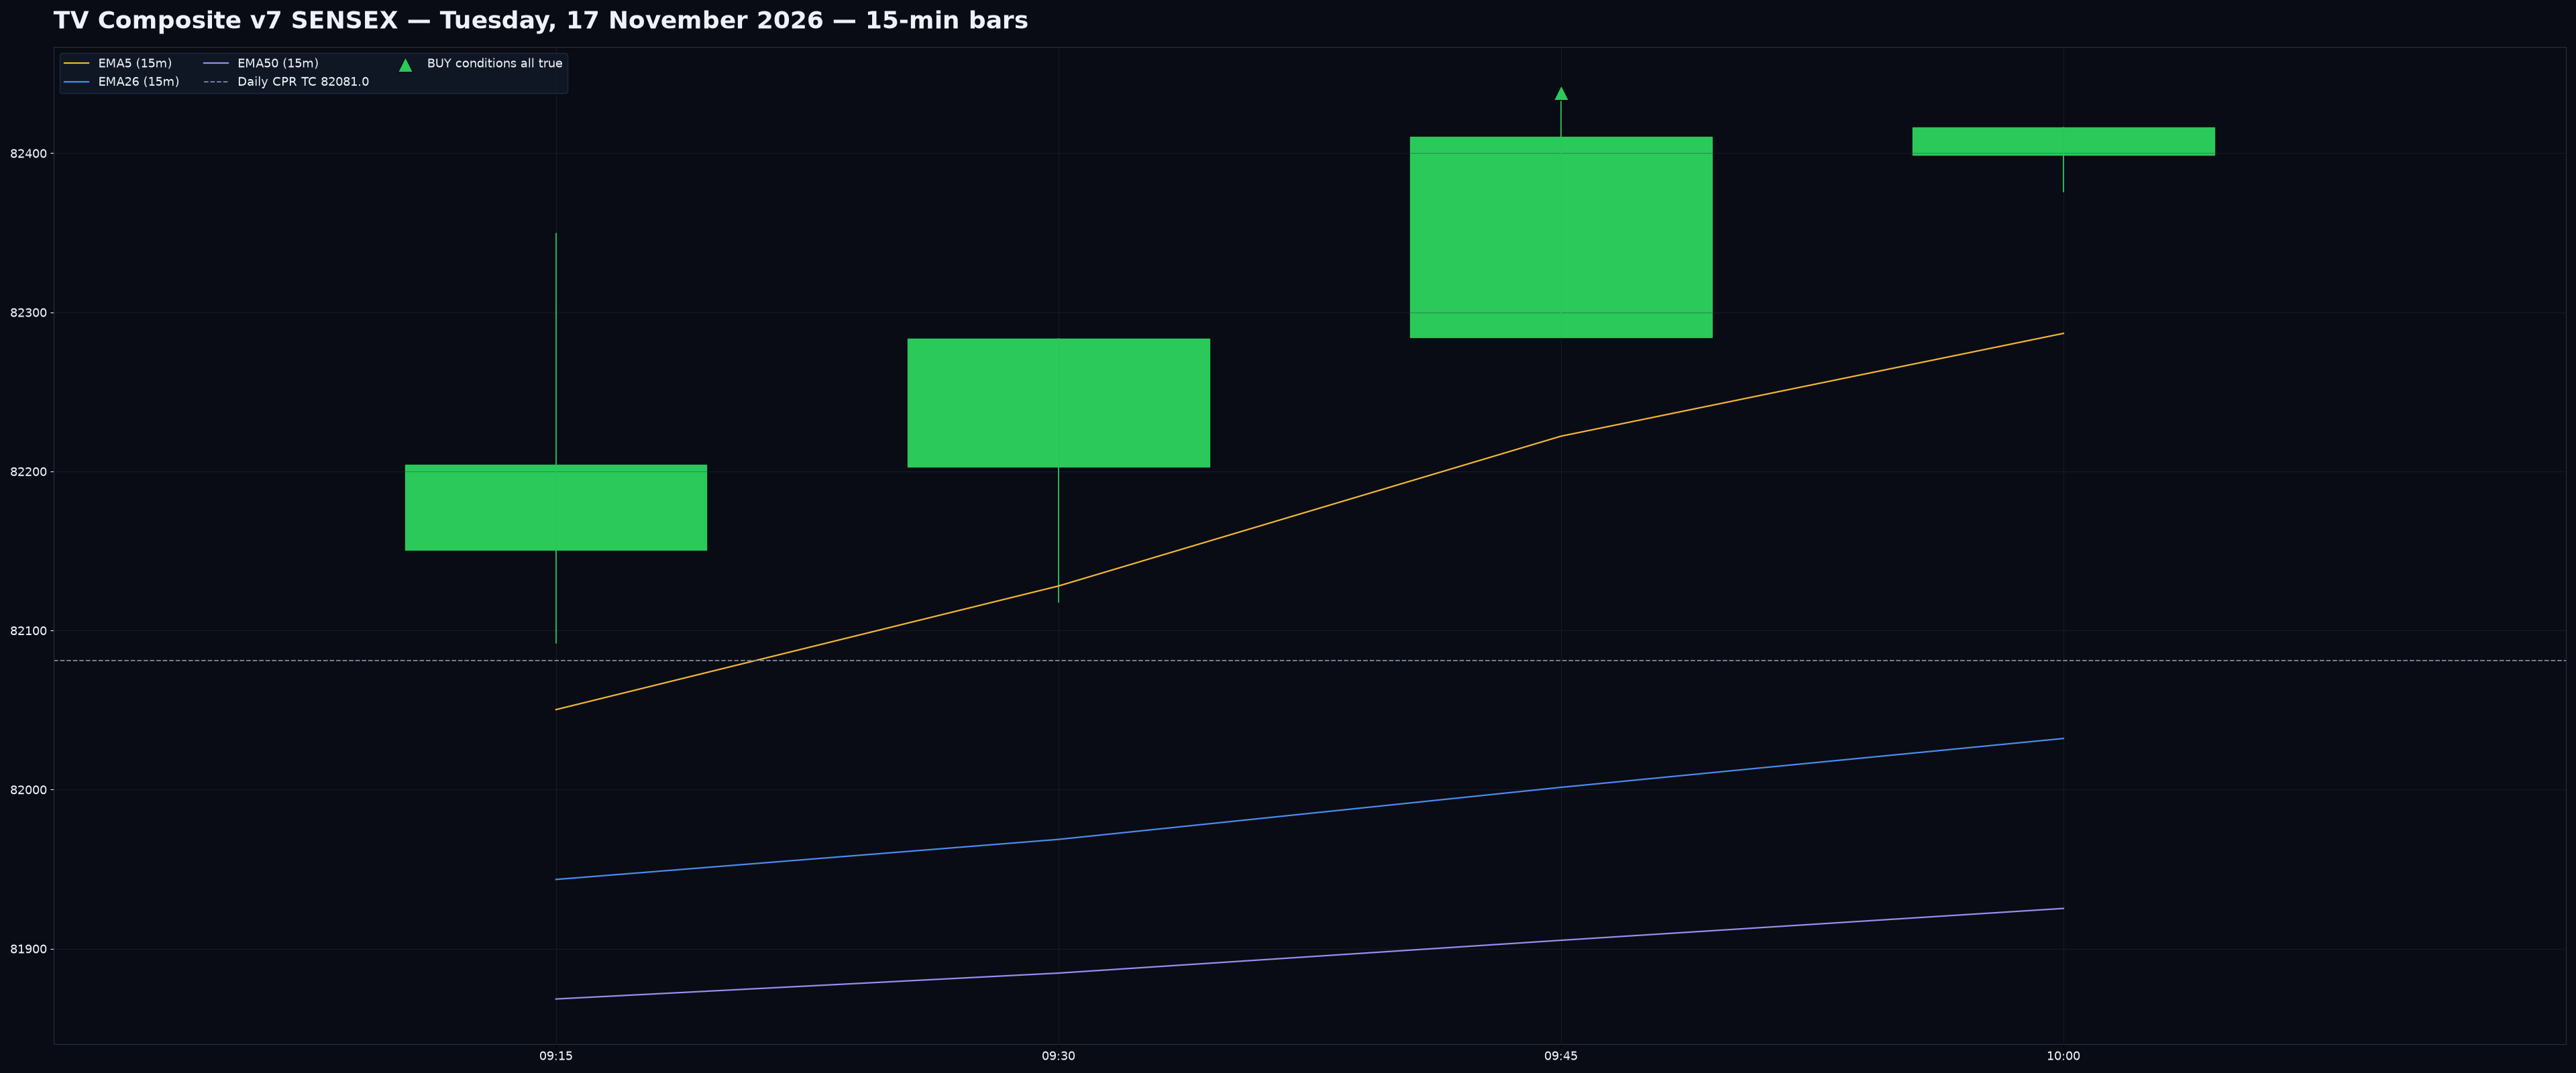 TV Composite v7 SENSEX — Tuesday, 17 November 2026 — 15-min bars
EMA5 (15m)
EMA26 (15m)
EMA50 (15m)
Daily CPR TC 82081.0
BUY conditions all true
82400
82300
82200
82100
82000
81900
09:15
09:30
09:45
10:00